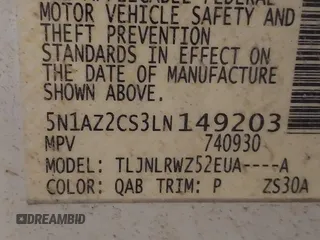 MOTOR VEHICLE SAFETY AND
THEFT PREVENTION
STANDARDS IN EFFECT ON
THE DATE OF MANUFACTURE
SHOWN ABOVE.
5N1AZ2CS3LN149203
MPV 740930
MODEL: TLJNLRWZ52EUA----A
COLOR: QAB TRIM: P ZS30A
DREAMBID